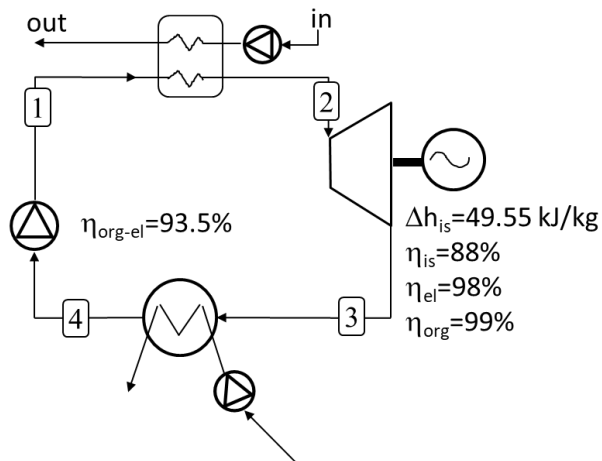 out
in
1
2
η_org-el=93.5%
Δh_is=49.55 kJ/kg
η_is=88%
η_el=98%
η_org=99%
4
3